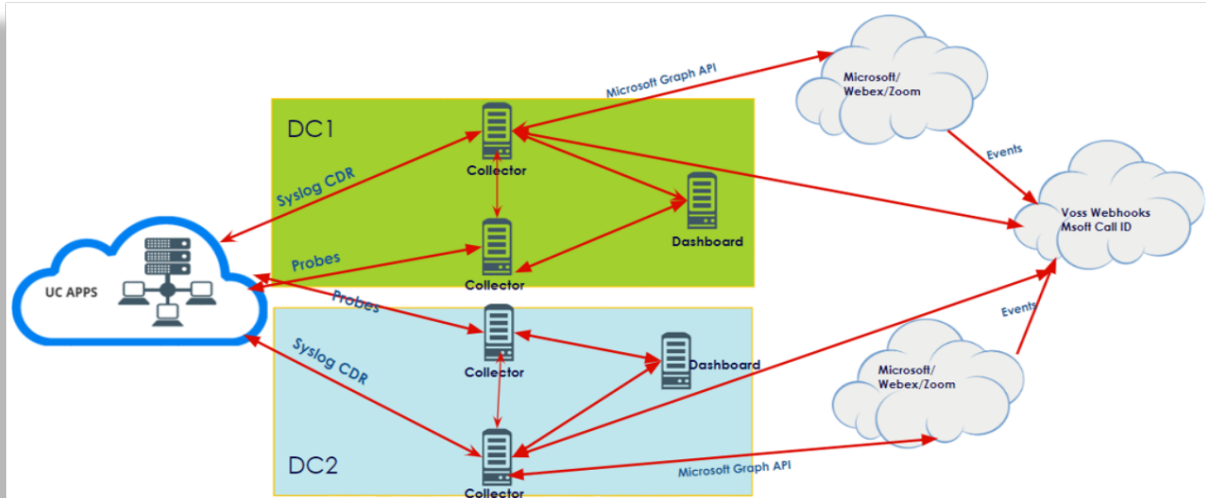 Microsoft Graph API
Microsoft/
Webex/Zoom
DC1
Syslog CDR
Collector
Events
Voss Webhooks
Msoft Call ID
Dashboard
Probes
Collector
UC APPS
Probes
Events
Syslog CDR
Collector
Dashboard
Microsoft/
Webex/Zoom
DC2
Microsoft Graph API
Collector